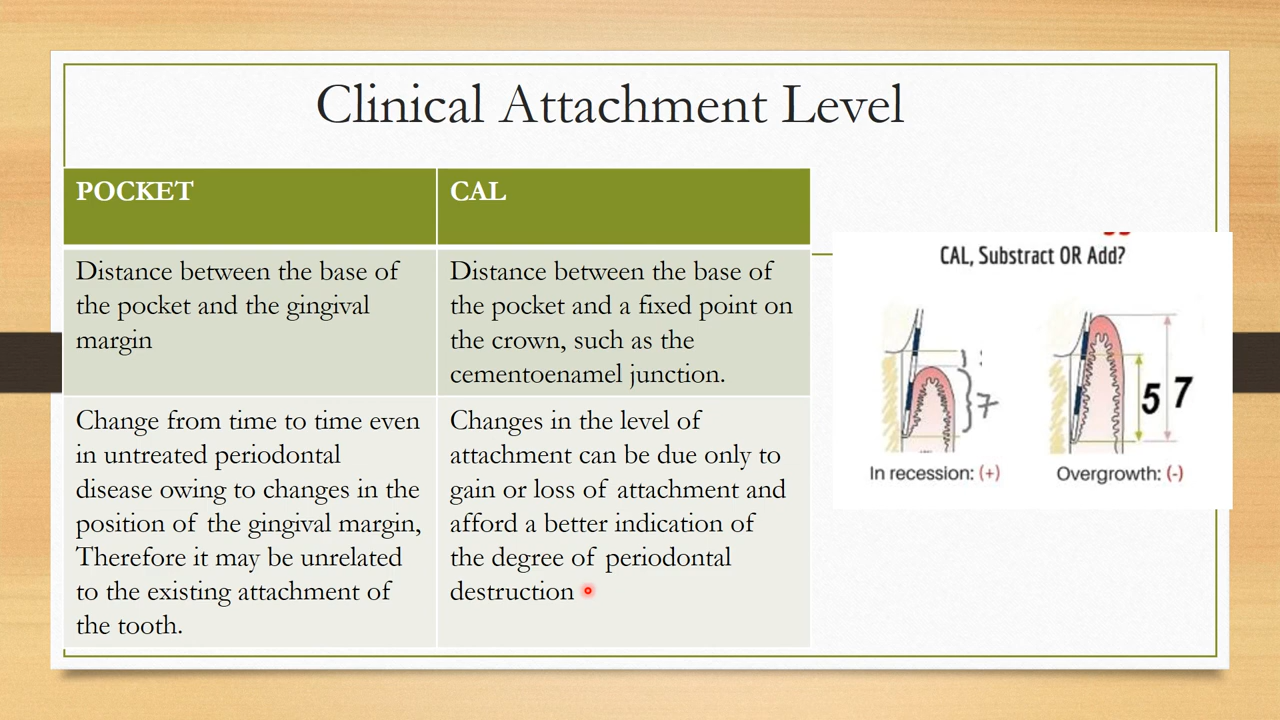 Clinical Attachment Level
POCKET
CAL
Distance between the base of
the pocket and the gingival
margin
Distance between the base of
the pocket and a fixed point on
the crown, such as the
cementoenamel junction.
Change from time to time even
in untreated periodontal
disease owing to changes in the
position of the gingival margin,
Therefore it may be unrelated
to the existing attachment of
the tooth.
Changes in the level of
attachment can be due only to
gain or loss of attachment and
afford a better indication of
the degree of periodontal
destruction
CAL, Substract OR Add?
7
5 7
In recession: (+)
Overgrowth: (-)